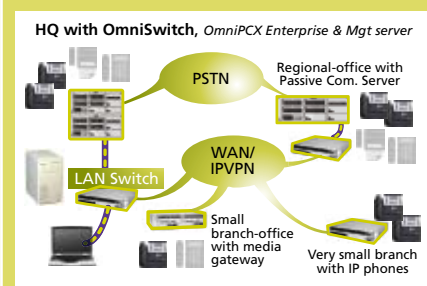 HQ with OmniSwitch, OmniPCX Enterprise & Mgt server
PSTN
Regional-office with
Passive Com. Server
WAN/
IPVPN
LAN Switch
Small
branch-office
with media
gateway
Very small branch
with IP phones